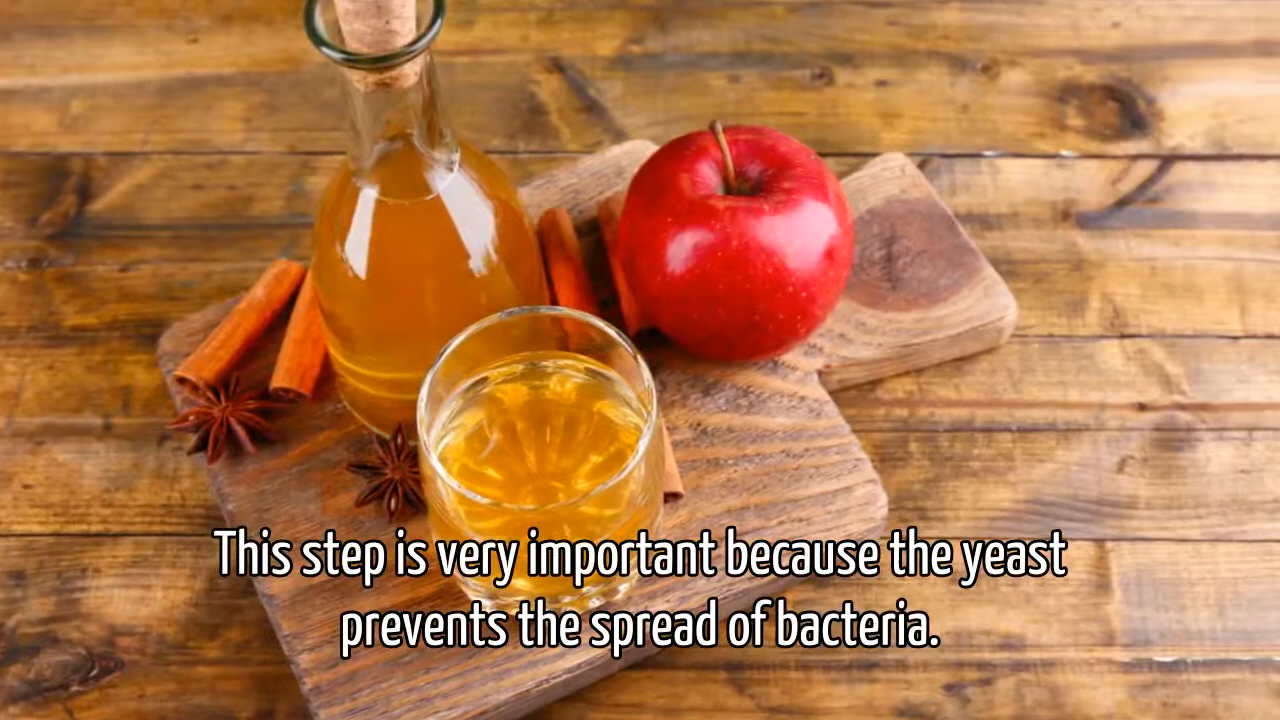 This step is very important because the yeast
prevents the spread of bacteria.